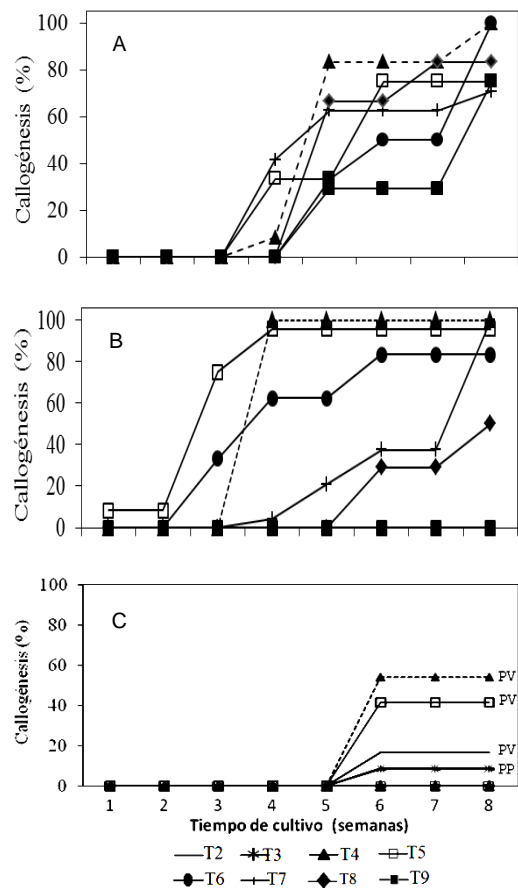 A
Callogénesis (%)
100
80
60
40
20
0
B
Callogénesis (%)
100
80
60
40
20
0
C
Callogénesis (%)
100
80
60
40
20
0
PV
PV
PV
PP
1 2 3 4 5 6 7 8
Tiempo de cultivo (semanas)
T2 T3 T4 T5
T6 T7 T8 T9